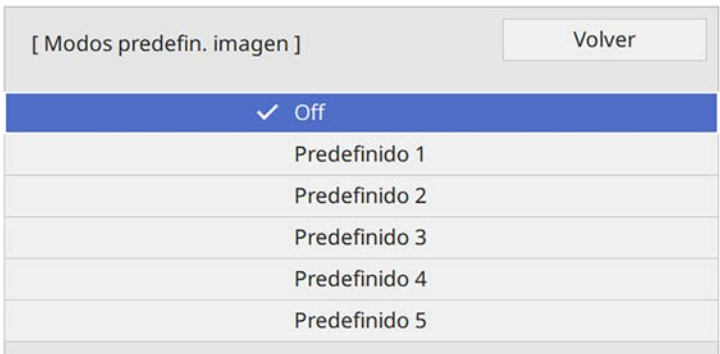 [ Modos predefin. imagen ]
Volver
✓ Off
Predefinido 1
Predefinido 2
Predefinido 3
Predefinido 4
Predefinido 5